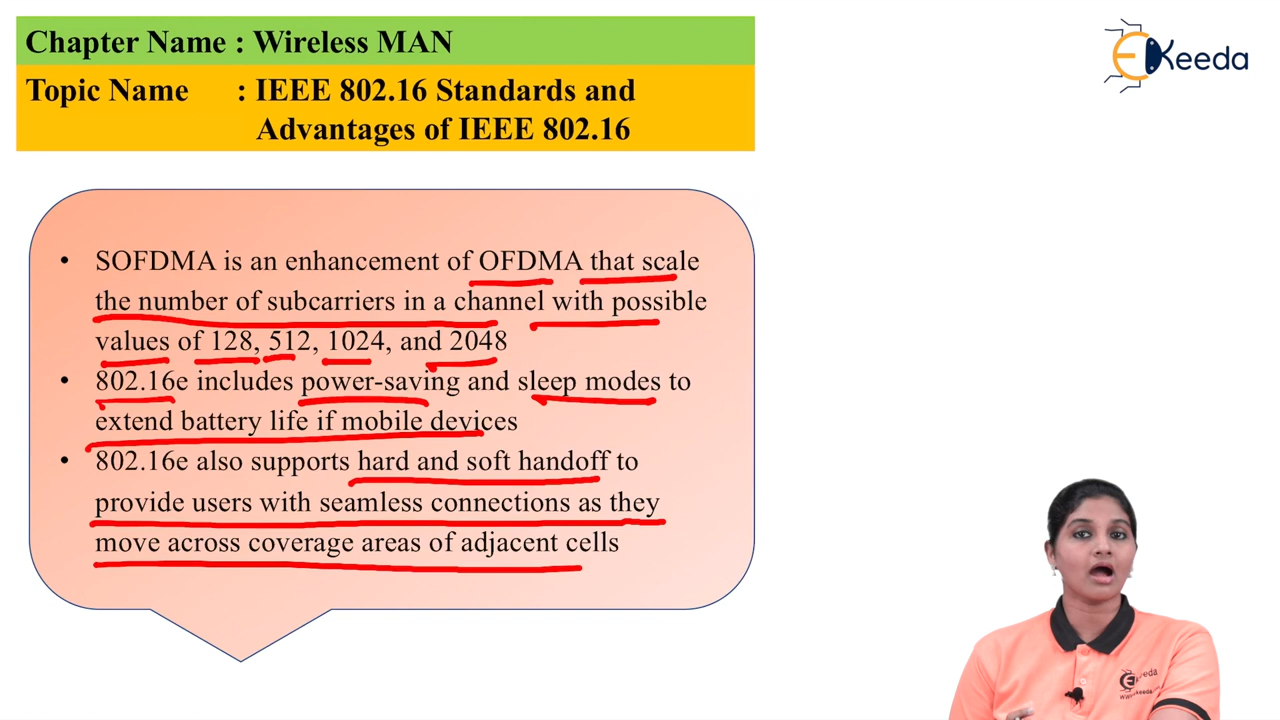 Chapter Name : Wireless MAN
Topic Name : IEEE 802.16 Standards and
Advantages of IEEE 802.16
EKeeda
• SOFDMA is an enhancement of OFDMA that scale
the number of subcarriers in a channel with possible
values of 128, 512, 1024, and 2048
• 802.16e includes power-saving and sleep modes to
extend battery life if mobile devices
• 802.16e also supports hard and soft handoff to
provide users with seamless connections as they
move across coverage areas of adjacent cells
EKeeda